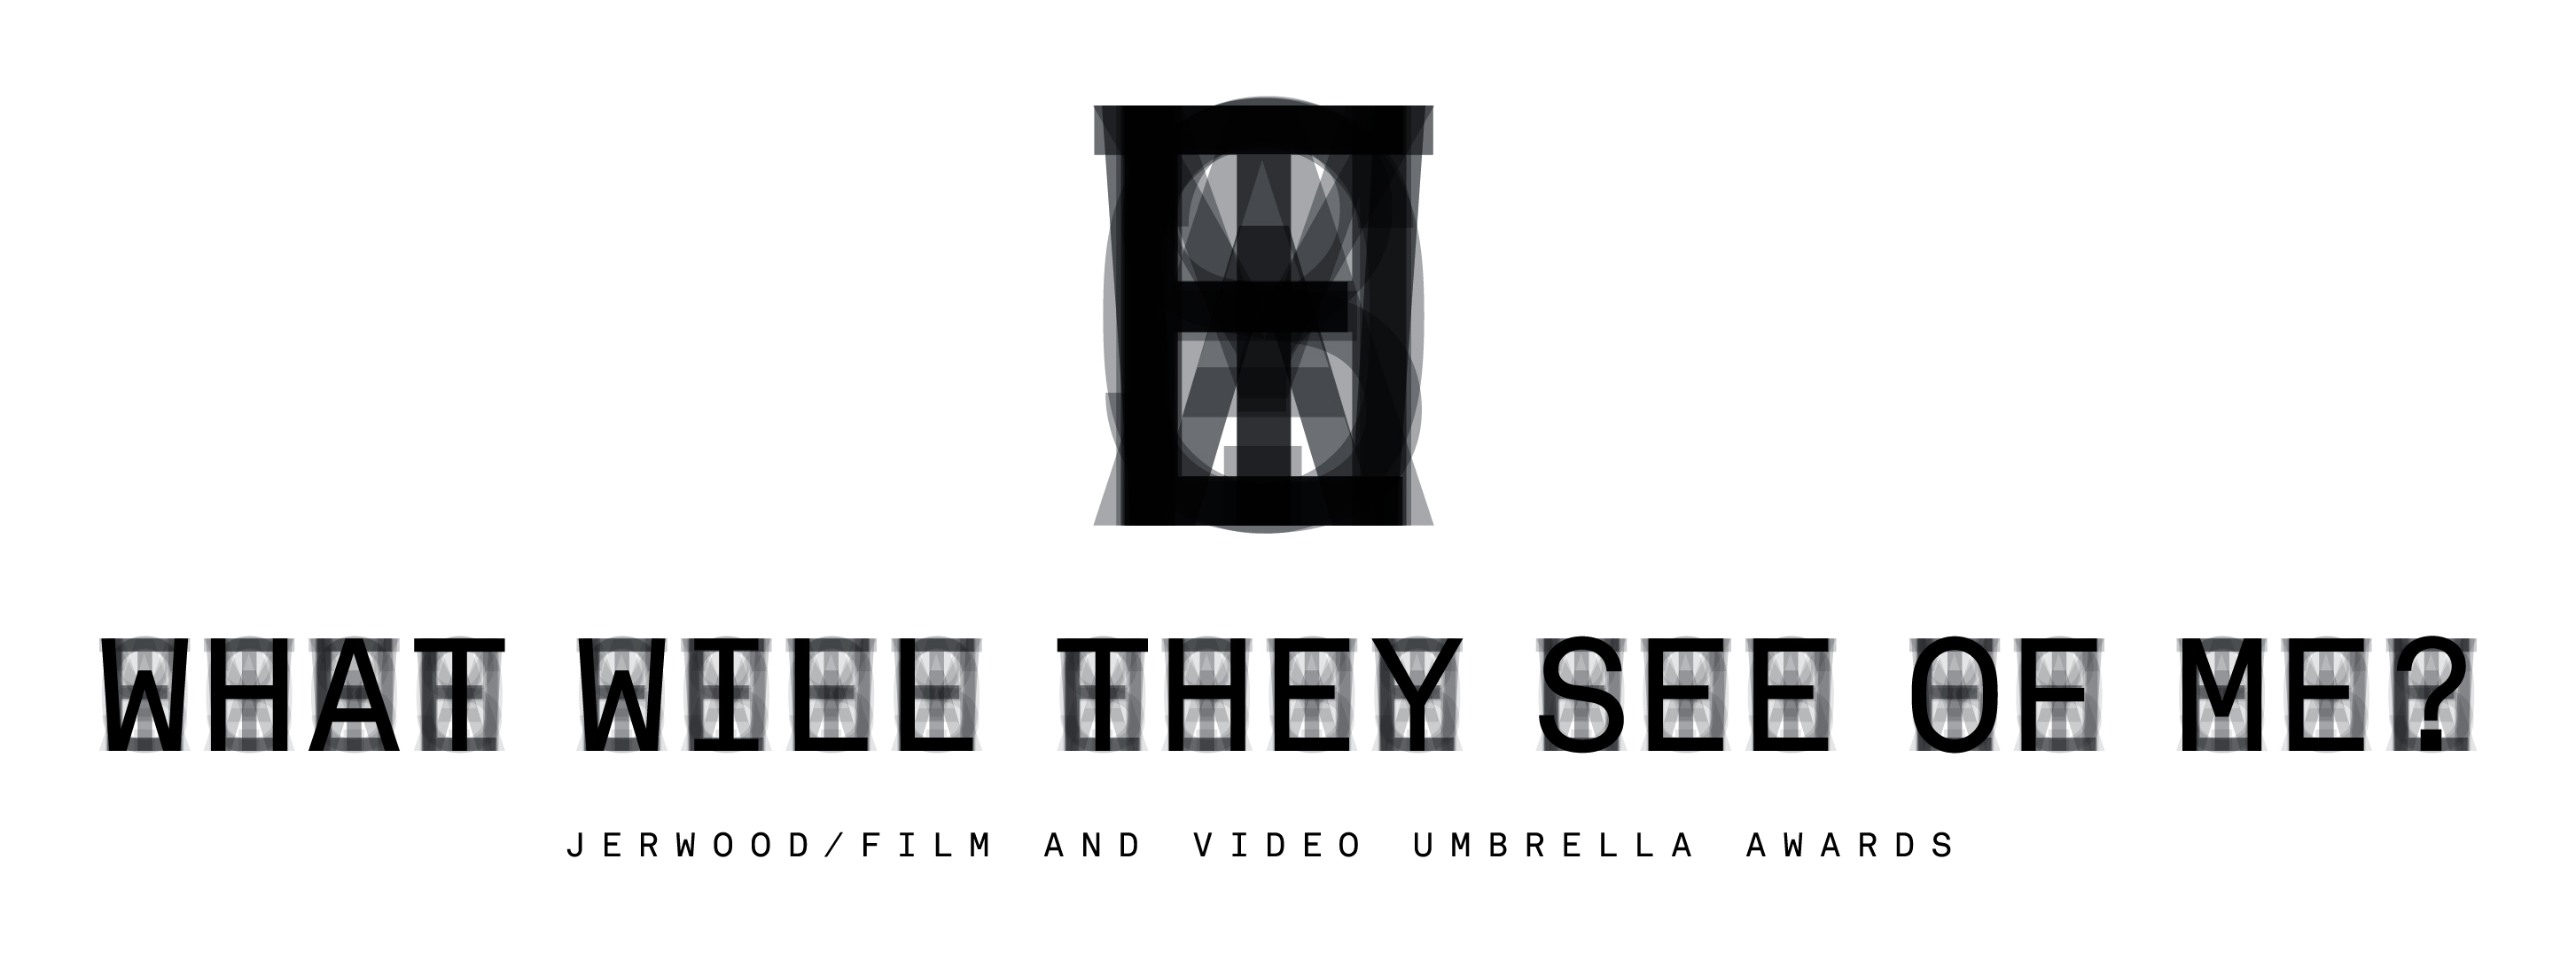 WHAT WILL THEY SEE OF ME?
JERWOOD/FILM AND VIDEO UMBRELLA AWARDS